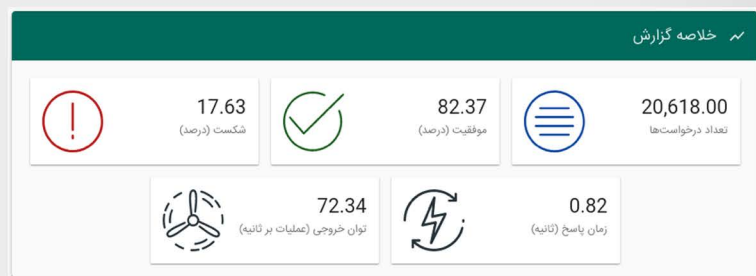 خلاصه گزارش
20,618.00
تعداد درخواست‌ها
82.37
موفقیت (درصد)
17.63
شکست (درصد)
0.82
زمان پاسخ (ثانیه)
72.34
توان خروجی (عملیات بر ثانیه)